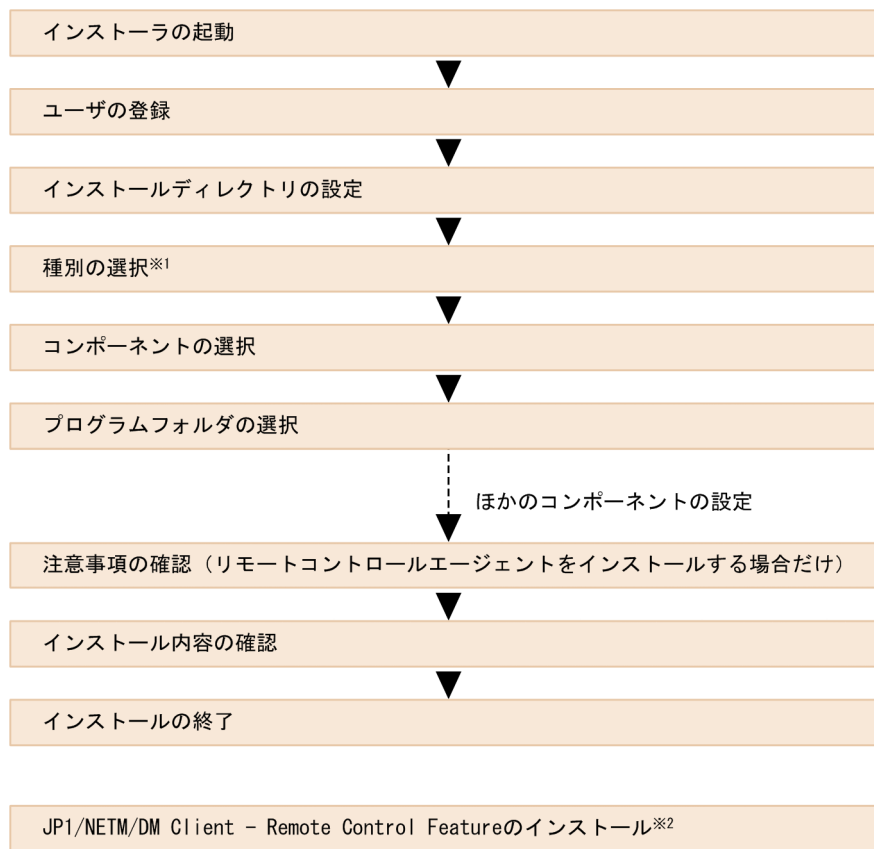 インストーラの起動
ユーザの登録
インストールディレクトリの設定
種別の選択※1
コンポーネントの選択
プログラムフォルダの選択
ほかのコンポーネントの設定
注意事項の確認（リモートコントロールエージェントをインストールする場合だけ）
インストール内容の確認
インストールの終了
JP1/NETM/DM Client － Remote Control Featureのインストール※2